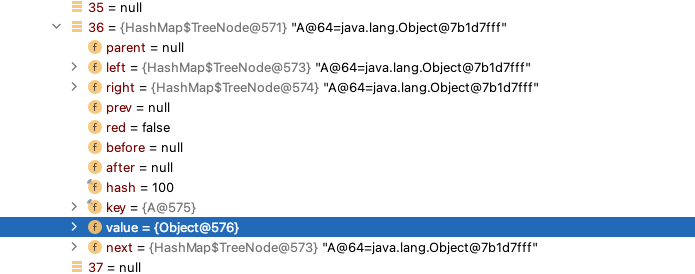 35 = null
36 = {HashMap$TreeNode@571} "A@64=java.lang.Object@7b1d7fff"
f parent = null
f left = {HashMap$TreeNode@573} "A@64=java.lang.Object@7b1d7fff"
f right = {HashMap$TreeNode@574} "A@64=java.lang.Object@7b1d7fff"
f prev = null
f red = false
f before = null
f after = null
f hash = 100
f key = {A@575}
f value = {Object@576}
f next = {HashMap$TreeNode@573} "A@64=java.lang.Object@7b1d7fff"
37 = null